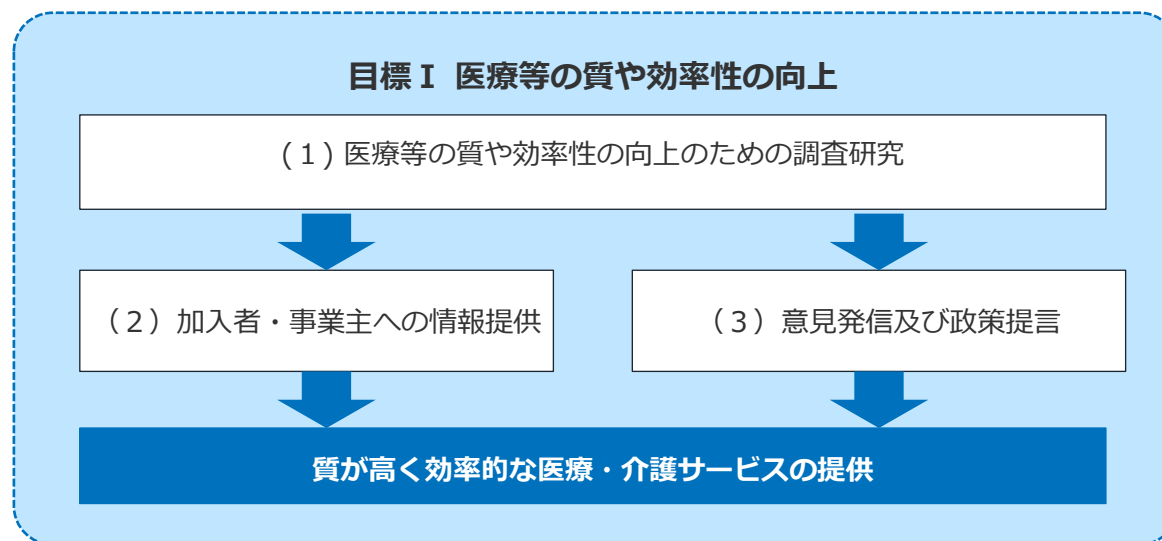 目標Ⅰ 医療等の質や効率性の向上
(１) 医療等の質や効率性の向上のための調査研究
（２）加入者・事業主への情報提供
（３）意見発信及び政策提言
質が高く効率的な医療・介護サービスの提供